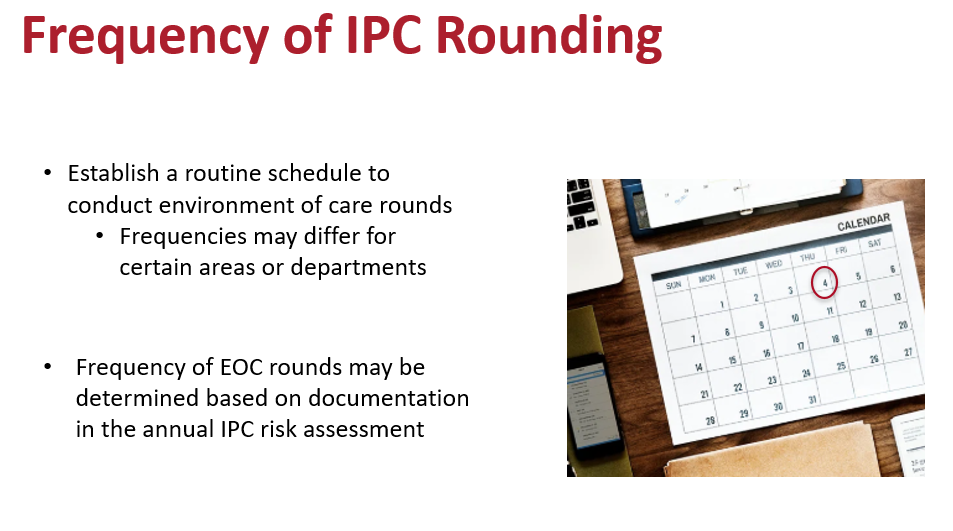 Frequency of IPC Rounding
• Establish a routine schedule to
conduct environment of care rounds
• Frequencies may differ for
certain areas or departments
• Frequency of EOC rounds may be
determined based on documentation
in the annual IPC risk assessment
CALENDAR
SUN MON TUE WED THU FRI SAT
1 2 3 4 5 6
7 8 9 10 11 12 13
14 15 16 17 18 19 20
21 22 23 24 25 26 27
28 29 30 31